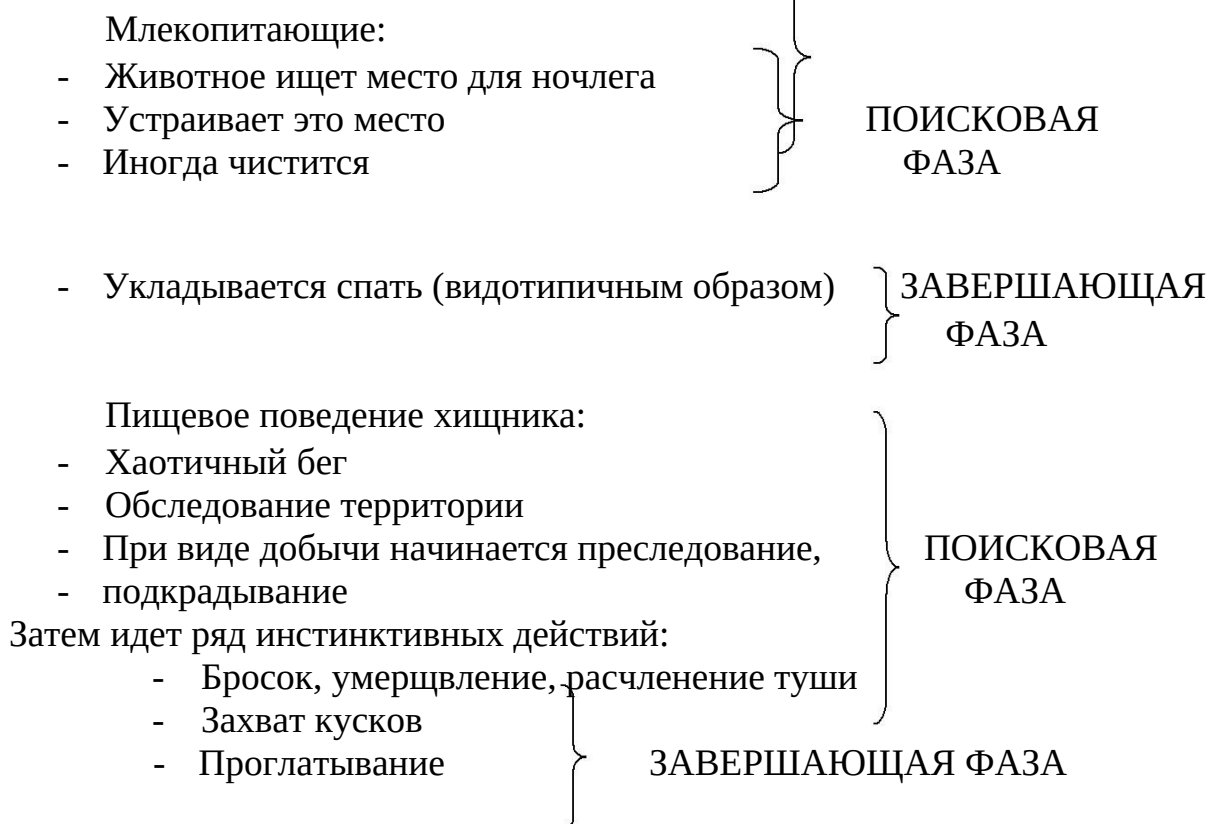 Млекопитающие:
- Животное ищет место для ночлега
- Устраивает это место ПОИСКОВАЯ
- Иногда чистится ФАЗА
- Укладывается спать (видотипичным образом) ЗАВЕРШАЮЩАЯ
ФАЗА
Пищевое поведение хищника:
- Хаотичный бег
- Обследование территории
- При виде добычи начинается преследование, ПОИСКОВАЯ
- подкрадывание ФАЗА
Затем идет ряд инстинктивных действий:
- Бросок, умерщвление, расчленение туши
- Захват кусков
- Проглатывание ЗАВЕРШАЮЩАЯ ФАЗА